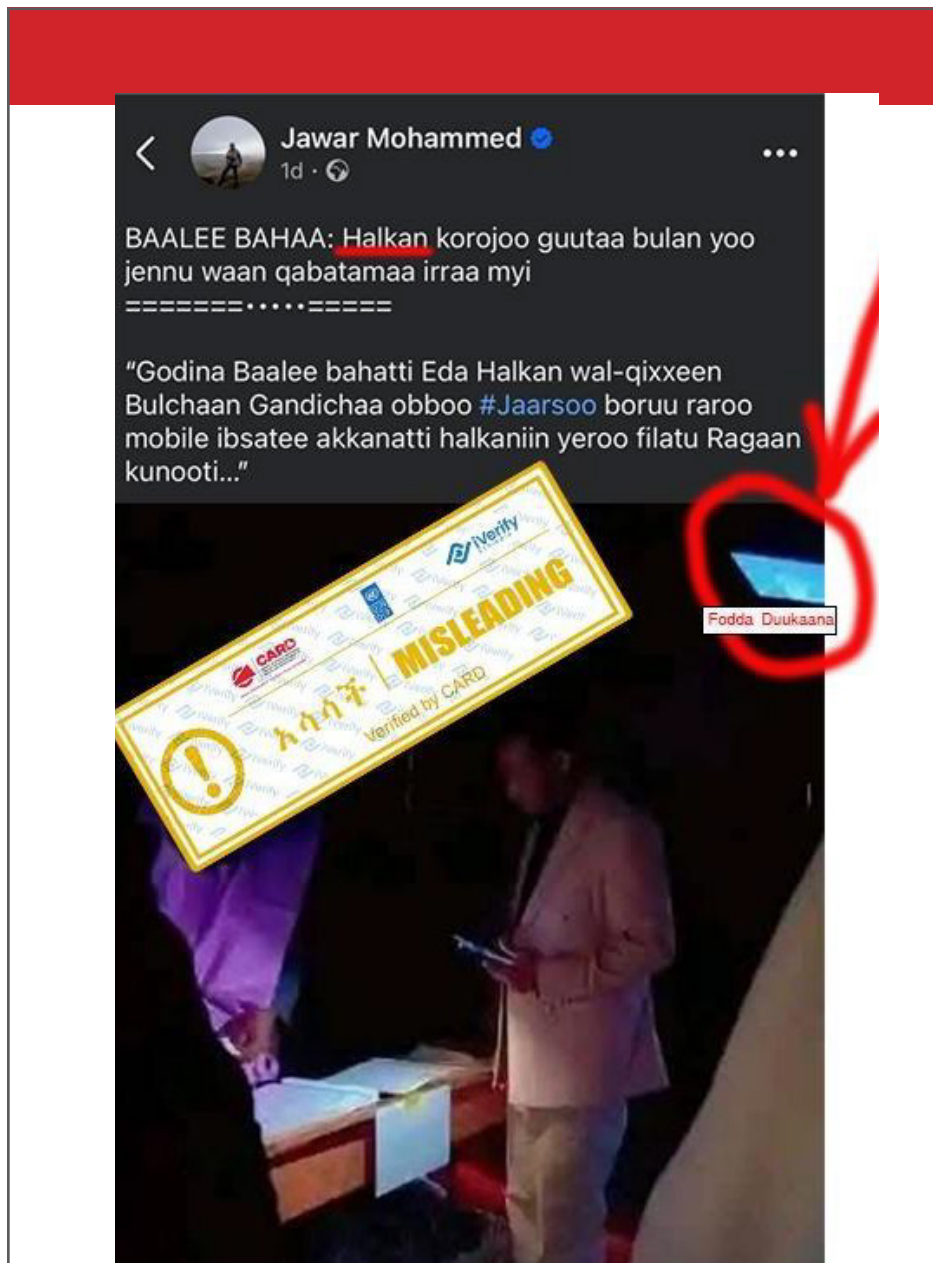 Jawar Mohammed
1d ·
BAALEE BAHAA: Halkan korojoo guutaa bulan yoo
jennu waan qabatamaa irraa myi
=======·····=====
“Godina Baalee bahatti Eda Halkan wal-qixxeen
Bulchaan Gandichaa obboo #Jaarsoo boruu raroo
mobile ibsatee akkanatti halkaniin yeroo filatu Ragaan
kunooti...”
iVerify
CARD
አሳሳች | MISLEADING
Verified by CARD
Fodda Duukaana